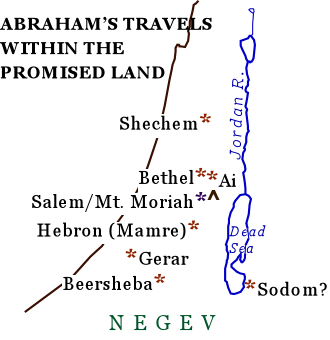 ABRAHAM'S TRAVELS
WITHIN THE
PROMISED LAND
Jordan R.
Shechem*
Bethel**Ai
Salem/Mt. Moriah*^
Hebron (Mamre)*
Dead
Sea
*Gerar
Beersheba*
*Sodom?
NEGEV